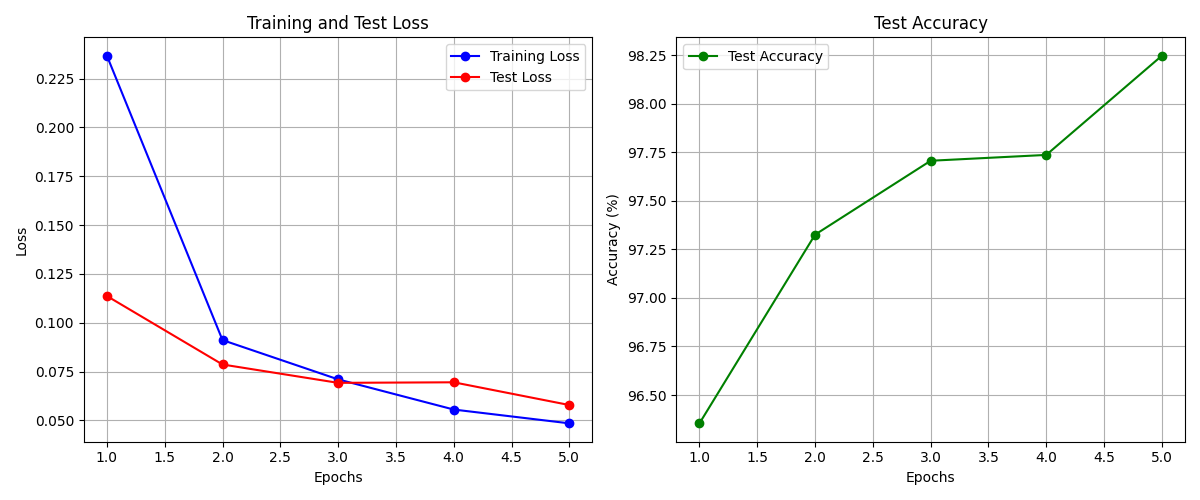 Training and Test Loss
Training Loss
Test Loss
0.225
0.200
0.175
0.150
0.125
0.100
0.075
0.050
Loss
1.0 1.5 2.0 2.5 3.0 3.5 4.0 4.5 5.0
Epochs
Test Accuracy
Test Accuracy
98.25
98.00
97.75
97.50
97.25
97.00
96.75
96.50
Accuracy (%)
1.0 1.5 2.0 2.5 3.0 3.5 4.0 4.5 5.0
Epochs